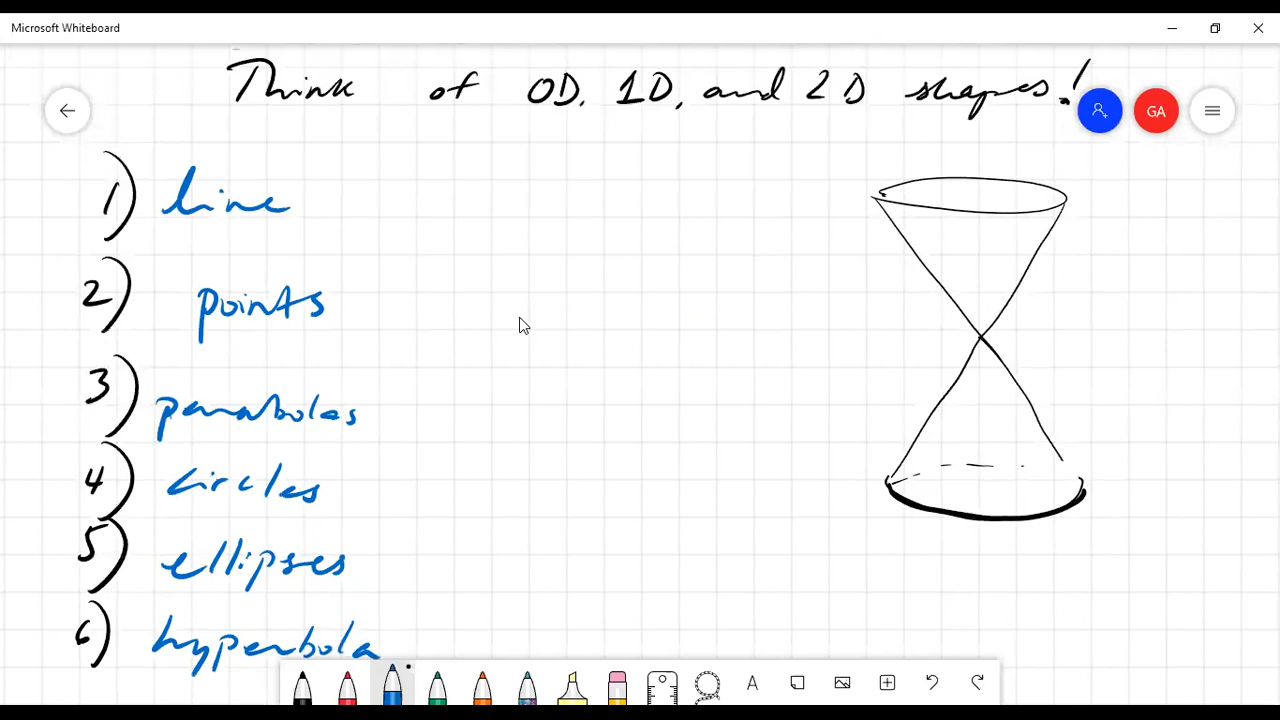 Microsoft Whiteboard
Think of 0D, 1D, and 2D shapes!
GA
1) line
2) points
3) parabolas
4) circles
5) ellipses
6) hyperbola
A